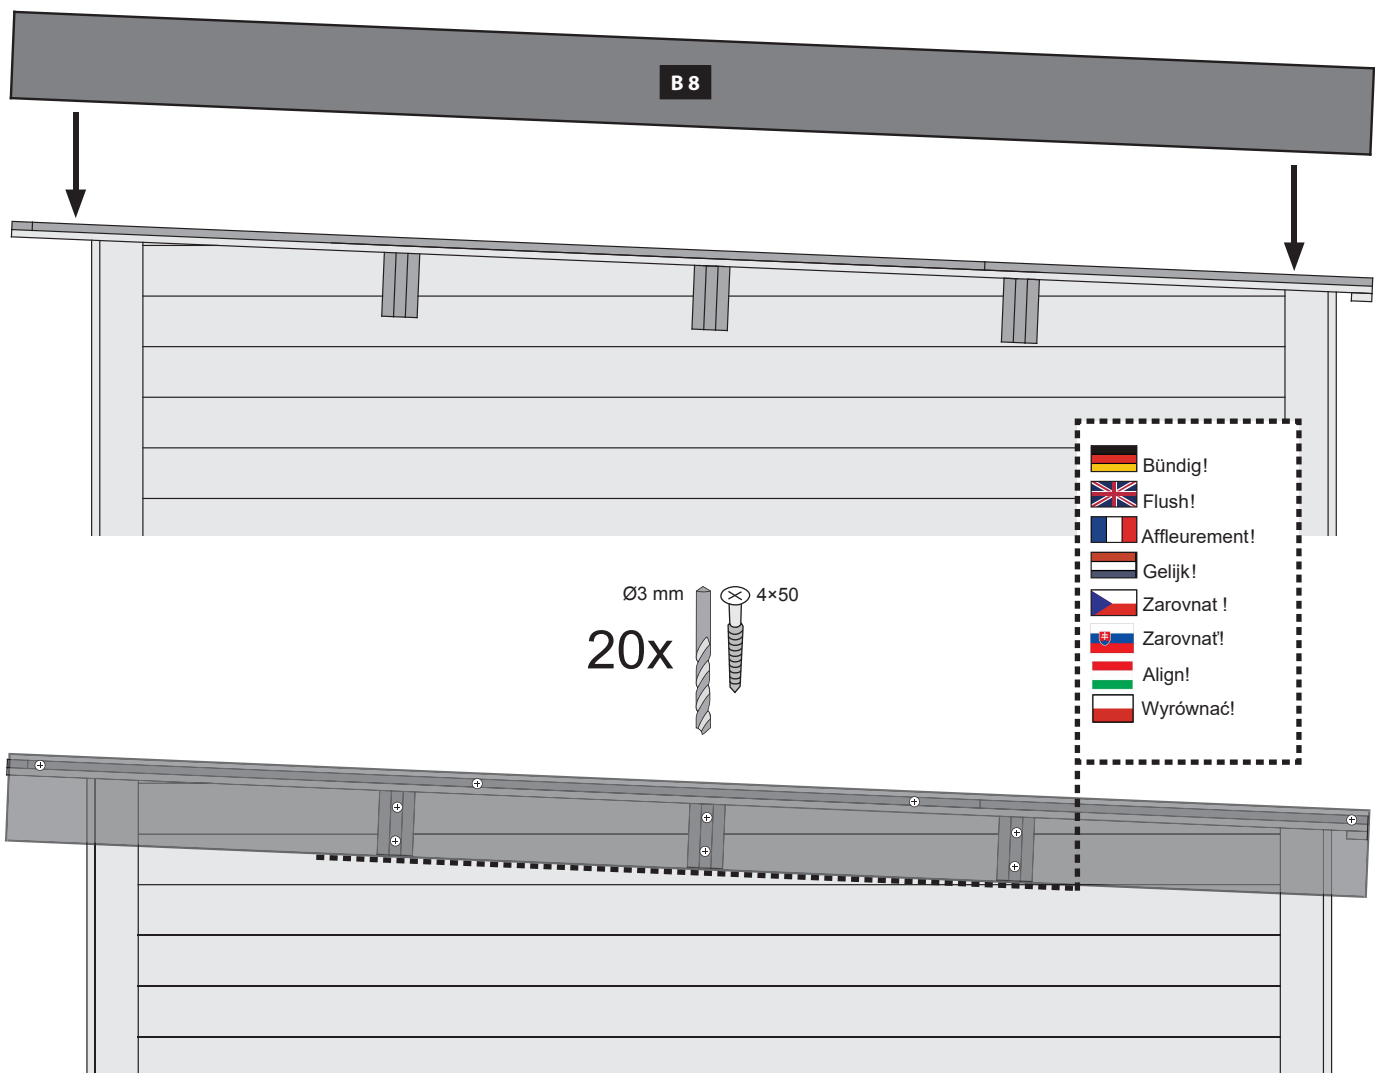 B 8
Bündig!
Flush!
Affleurement!
Gelijk!
Zarovnat !
Zarovnať!
Align!
Wyrównać!
Ø3 mm 4×50
20x